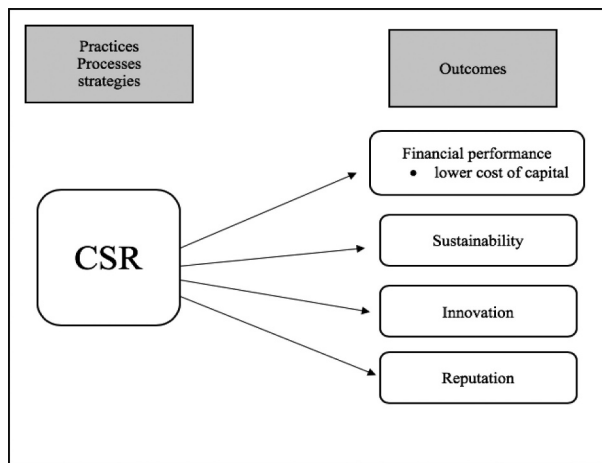 Practices
Processes
strategies
Outcomes
Financial performance
• lower cost of capital
CSR
Sustainability
Innovation
Reputation